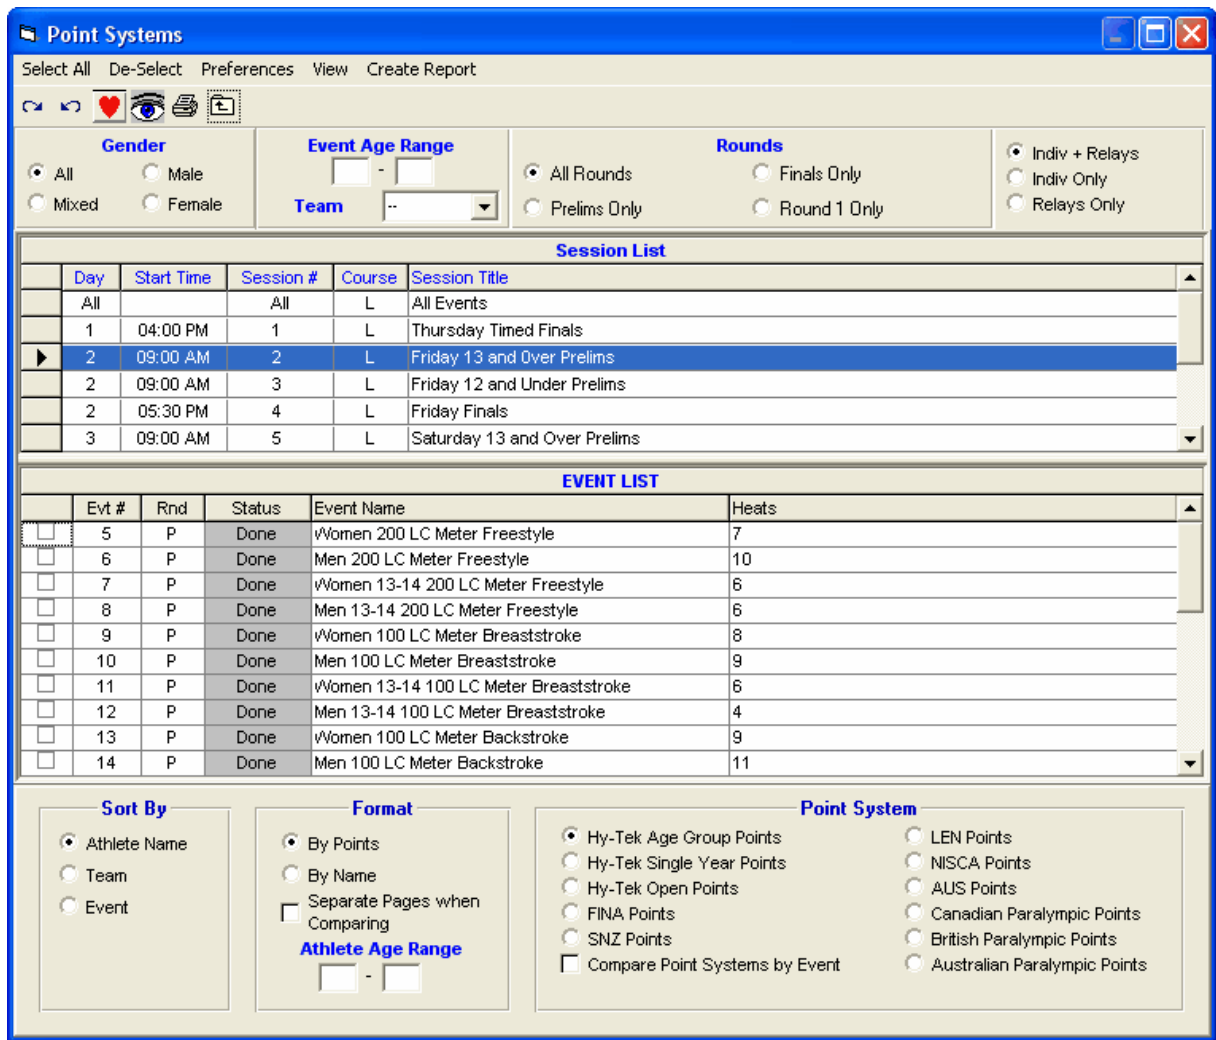 Point Systems
Select All De-Select Preferences View Create Report
Gender Event Age Range Rounds
All Male - All Rounds Finals Only Indiv + Relays
Indiv Only
Mixed Female Team -- Prelims Only Round 1 Only Relays Only
Session List
Day Start Time Session # Course Session Title
All All L All Events
1 04:00 PM 1 L Thursday Timed Finals
2 09:00 AM 2 L Friday 13 and 0ver Prelims
2 09:00 AM 3 L Friday 12 and Under Prelims
2 05:30 PM 4 L Friday Finals
3 09:00 AM 5 L Saturday 13 and Over Prelims
EVENT LIST
Evt # Rnd Status Event Name Heats
5 P Done Women 200 LC Meter Freestyle 7
6 P Done Men 200 LC Meter Freestyle 10
7 P Done Women 13-14 200 LC Meter Freestyle 6
8 P Done Men 13-14 200 LC Meter Freestyle 6
9 P Done Women 100 LC Meter Breaststroke 8
10 P Done Men 100 LC Meter Breaststroke 9
11 P Done Women 13-14 100 LC Meter Breaststroke 6
12 P Done Men 13-14 100 LC Meter Breaststroke 4
13 P Done Women 100 LC Meter Backstroke 9
14 P Done Men 100 LC Meter Backstroke 11
Sort By
Athlete Name
Team
Event
Format
By Points
By Name
Separate Pages when
Comparing
Athlete Age Range
-
Point System
Hy-Tek Age Group Points
Hy-Tek Single Year Points
Hy-Tek Open Points
FINA Points
SNZ Points
Compare Point Systems by Event
LEN Points
NISCA Points
AUS Points
Canadian Paralympic Points
British Paralympic Points
Australian Paralympic Points